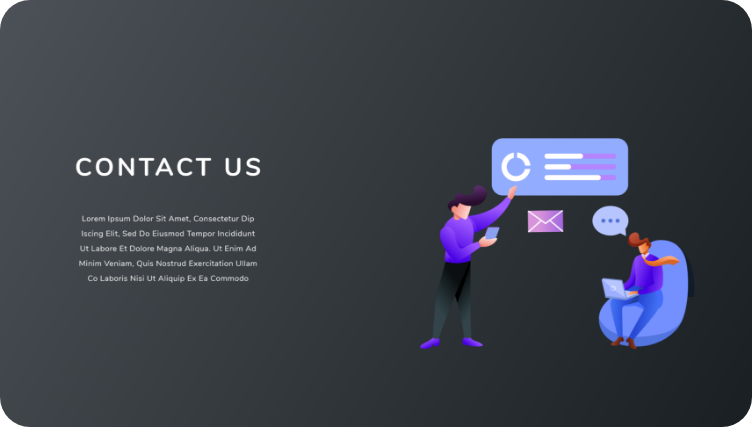 CONTACT US
Lorem Ipsum Dolor Sit Amet, Consectetur Dip
Iscing Elit, Sed Do Eiusmod Tempor Incididunt
Ut Labore Et Dolore Magna Aliqua. Ut Enim Ad
Minim Veniam, Quis Nostrud Exercitation Ullam
Co Laboris Nisi Ut Aliquip Ex Ea Commodo